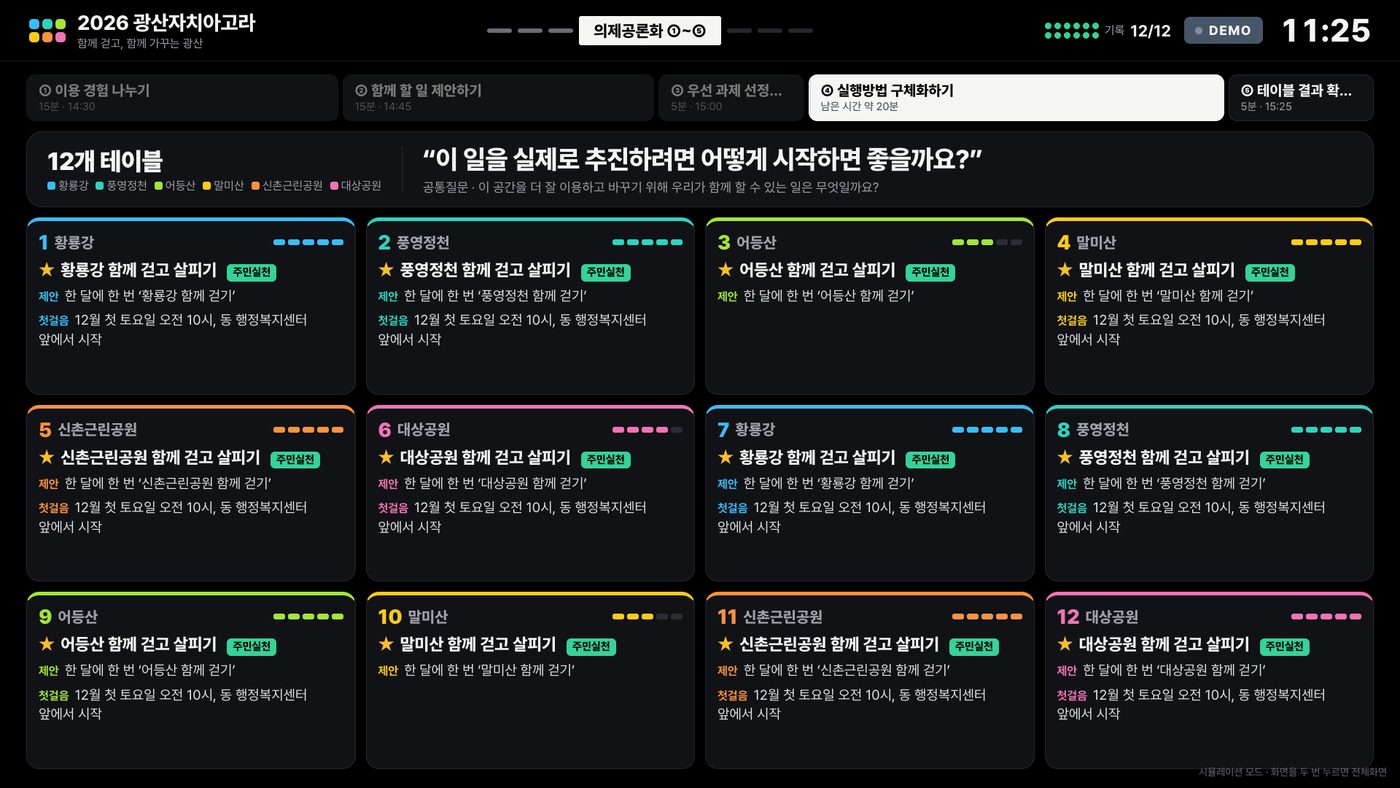 2026 광산자치아고라
함께 걷고, 함께 가꾸는 광산
의제공론화 ①~⑤
기록 12/12
DEMO
11:25
① 이용 경험 나누기
15분 · 14:30
② 함께 할 일 제안하기
15분 · 14:45
③ 우선 과제 선정...
5분 · 15:00
④ 실행방법 구체화하기
남은 시간 약 20분
⑤ 테이블 결과 확...
5분 · 15:25
12개 테이블
황룡강 풍영정천 어등산 말미산 신촌근린공원 대상공원
“이 일을 실제로 추진하려면 어떻게 시작하면 좋을까요?”
공통질문 · 이 공간을 더 잘 이용하고 바꾸기 위해 우리가 함께 할 수 있는 일은 무엇일까요?
1 황룡강
★ 황룡강 함께 걷고 살피기 주민실천
제안 한 달에 한 번 ‘황룡강 함께 걷기’
첫걸음 12월 첫 토요일 오전 10시, 동 행정복지센터
앞에서 시작
2 풍영정천
★ 풍영정천 함께 걷고 살피기 주민실천
제안 한 달에 한 번 ‘풍영정천 함께 걷기’
첫걸음 12월 첫 토요일 오전 10시, 동 행정복지센터
앞에서 시작
3 어등산
★ 어등산 함께 걷고 살피기 주민실천
제안 한 달에 한 번 ‘어등산 함께 걷기’
4 말미산
★ 말미산 함께 걷고 살피기 주민실천
제안 한 달에 한 번 ‘말미산 함께 걷기’
첫걸음 12월 첫 토요일 오전 10시, 동 행정복지센터
앞에서 시작
5 신촌근린공원
★ 신촌근린공원 함께 걷고 살피기 주민실천
제안 한 달에 한 번 ‘신촌근린공원 함께 걷기’
첫걸음 12월 첫 토요일 오전 10시, 동 행정복지센터
앞에서 시작
6 대상공원
★ 대상공원 함께 걷고 살피기 주민실천
제안 한 달에 한 번 ‘대상공원 함께 걷기’
첫걸음 12월 첫 토요일 오전 10시, 동 행정복지센터
앞에서 시작
7 황룡강
★ 황룡강 함께 걷고 살피기 주민실천
제안 한 달에 한 번 ‘황룡강 함께 걷기’
첫걸음 12월 첫 토요일 오전 10시, 동 행정복지센터
앞에서 시작
8 풍영정천
★ 풍영정천 함께 걷고 살피기 주민실천
제안 한 달에 한 번 ‘풍영정천 함께 걷기’
첫걸음 12월 첫 토요일 오전 10시, 동 행정복지센터
앞에서 시작
9 어등산
★ 어등산 함께 걷고 살피기 주민실천
제안 한 달에 한 번 ‘어등산 함께 걷기’
첫걸음 12월 첫 토요일 오전 10시, 동 행정복지센터
앞에서 시작
10 말미산
★ 말미산 함께 걷고 살피기 주민실천
제안 한 달에 한 번 ‘말미산 함께 걷기’
11 신촌근린공원
★ 신촌근린공원 함께 걷고 살피기 주민실천
제안 한 달에 한 번 ‘신촌근린공원 함께 걷기’
첫걸음 12월 첫 토요일 오전 10시, 동 행정복지센터
앞에서 시작
12 대상공원
★ 대상공원 함께 걷고 살피기 주민실천
제안 한 달에 한 번 ‘대상공원 함께 걷기’
첫걸음 12월 첫 토요일 오전 10시, 동 행정복지센터
앞에서 시작
시뮬레이션 모드 · 화면을 두 번 누르면 전체화면